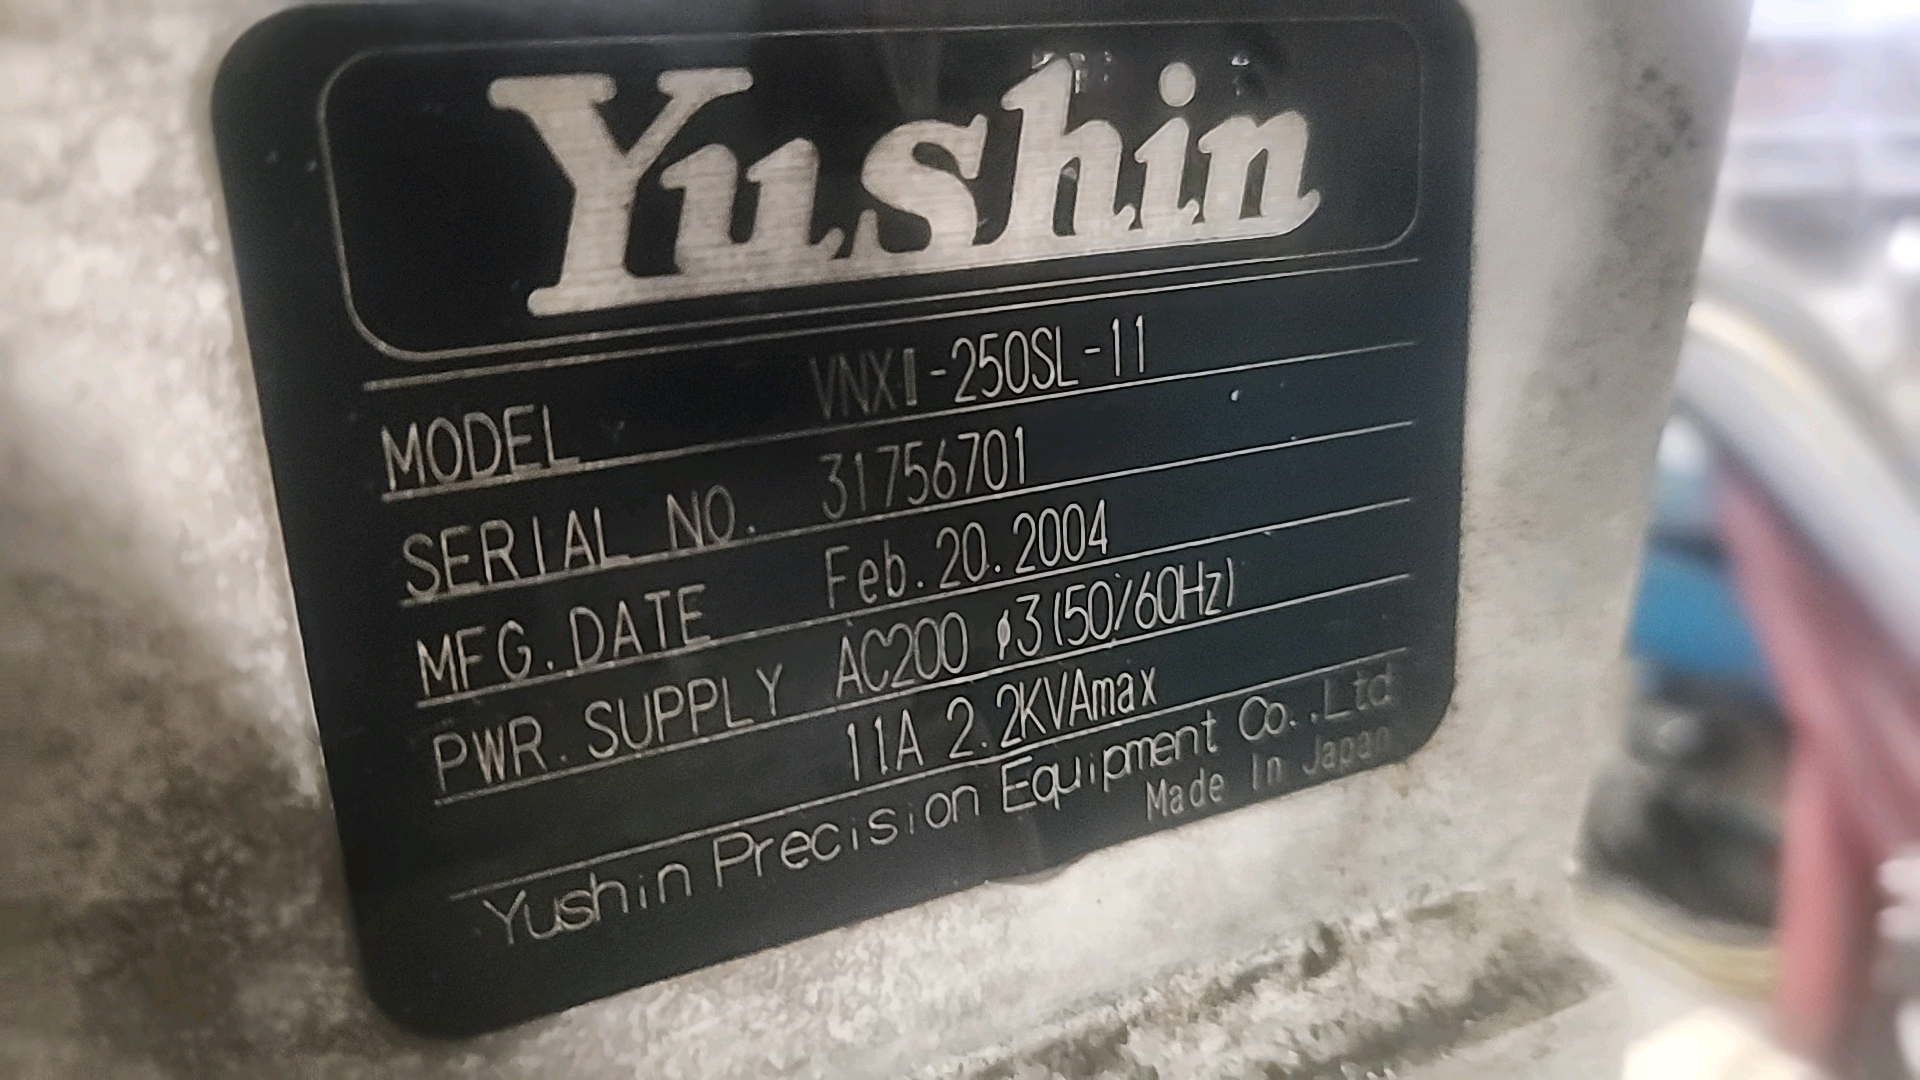 Yushin
MODEL VNXⅡ-250SL-11
SERIAL NO. 31756701
MFG. DATE Feb. 20. 2004
PWR. SUPPLY AC200 φ3(50/60Hz)
11A 2.2KVAmax
Yushin Precision Equipment Co.,Ltd
Made In Japan